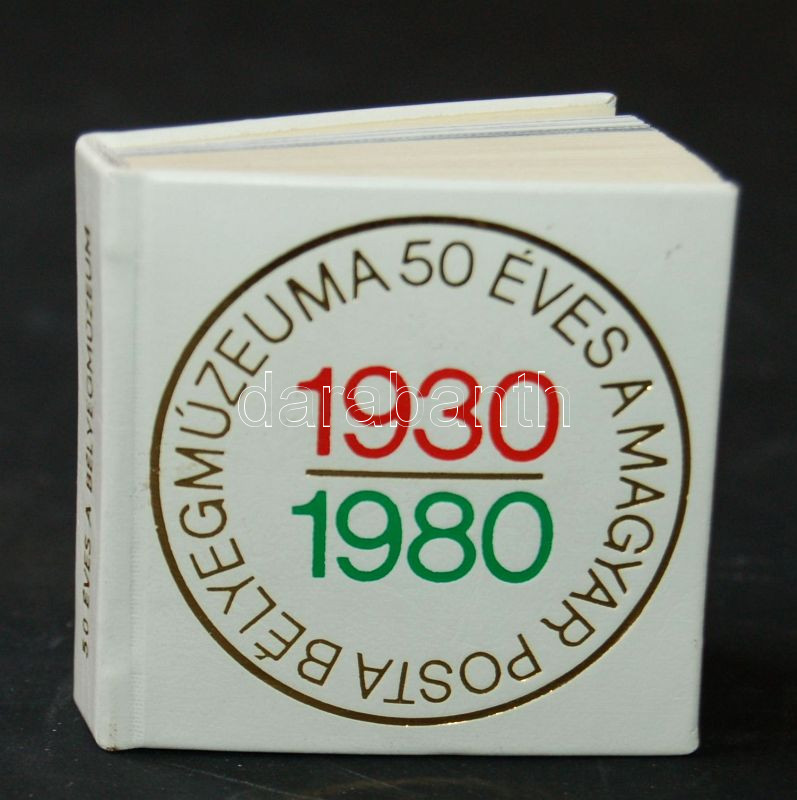 50 ÉVES A MAGYAR POSTA BÉLYEGMÚZEUMA
1930
1980
50 ÉVES A BÉLYEGMÚZEUM
darabanth